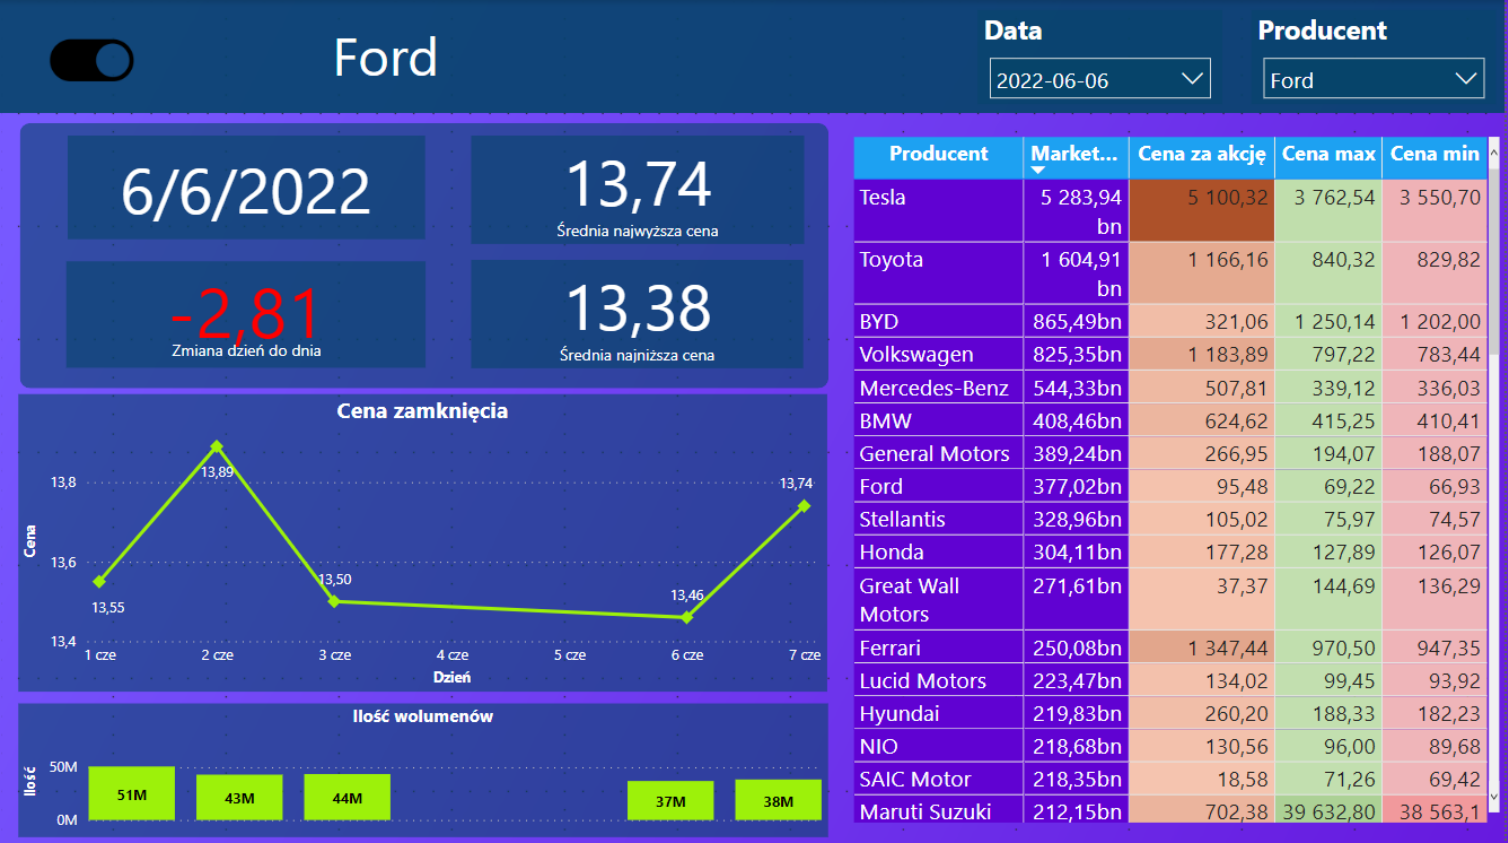 Ford
Data
2022-06-06
Producent
Ford
6/6/2022
13,74
Średnia najwyższa cena
-2,81
Zmiana dzień do dnia
13,38
Średnia najniższa cena
Cena zamknięcia
Cena
13,8
13,6
13,4
13,55
13,89
13,50
13,46
13,74
1 cze 2 cze 3 cze 4 cze 5 cze 6 cze 7 cze
Dzień
Ilość wolumenów
Ilość
50M
0M
51M 43M 44M 37M 38M
Producent Market... Cena za akcję Cena max Cena min
Tesla 5 283,94 5 100,32 3 762,54 3 550,70
bn
Toyota 1 604,91 1 166,16 840,32 829,82
bn
BYD 865,49bn 321,06 1 250,14 1 202,00
Volkswagen 825,35bn 1 183,89 797,22 783,44
Mercedes-Benz 544,33bn 507,81 339,12 336,03
BMW 408,46bn 624,62 415,25 410,41
General Motors 389,24bn 266,95 194,07 188,07
Ford 377,02bn 95,48 69,22 66,93
Stellantis 328,96bn 105,02 75,97 74,57
Honda 304,11bn 177,28 127,89 126,07
Great Wall 271,61bn 37,37 144,69 136,29
Motors
Ferrari 250,08bn 1 347,44 970,50 947,35
Lucid Motors 223,47bn 134,02 99,45 93,92
Hyundai 219,83bn 260,20 188,33 182,23
NIO 218,68bn 130,56 96,00 89,68
SAIC Motor 218,35bn 18,58 71,26 69,42
Maruti Suzuki 212,15bn 702,38 39 632,80 38 563,1